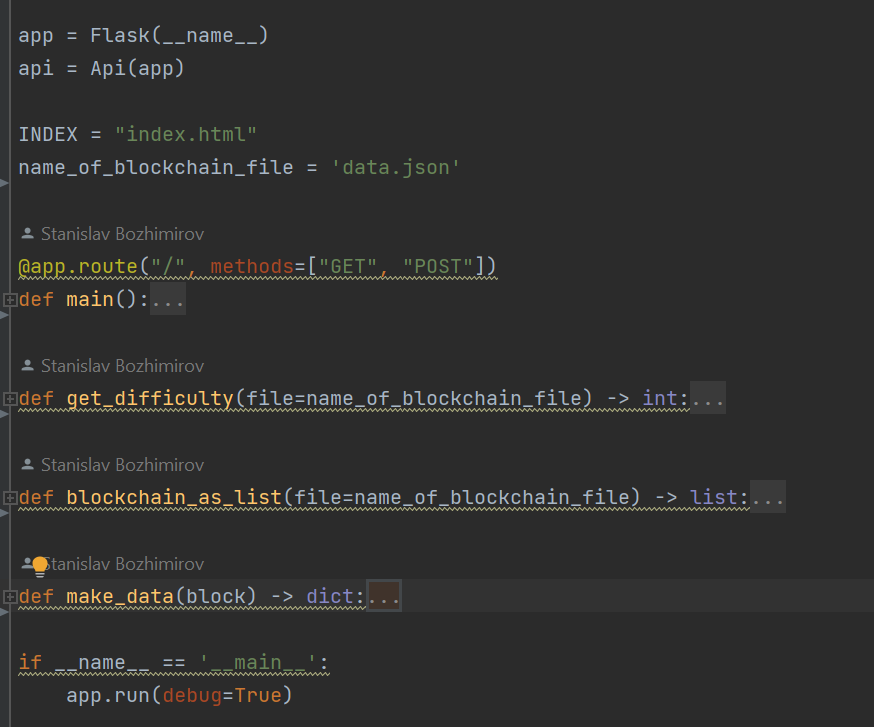 app = Flask(__name__)
api = Api(app)
INDEX = "index.html"
name_of_blockchain_file = 'data.json'
Stanislav Bozhimirov
@app.route("/", methods=["GET", "POST"])
def main():...
Stanislav Bozhimirov
def get_difficulty(file=name_of_blockchain_file) -> int:...
Stanislav Bozhimirov
def blockchain_as_list(file=name_of_blockchain_file) -> list:...
Stanislav Bozhimirov
def make_data(block) -> dict:...
if __name__ == '__main__':
    app.run(debug=True)